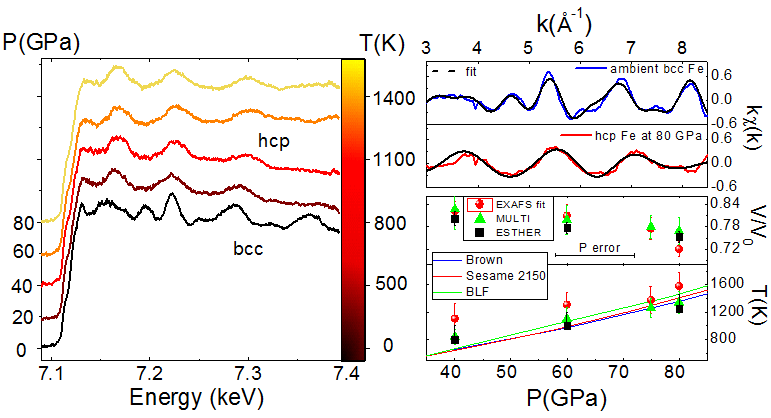 P(GPa)
T(K)
80
60
40
20
0
hcp
bcc
7.1
7.2
7.3
7.4
Energy (keV)
1400
1100
800
500
0
k(Å-1)
3
4
5
6
7
8
fit
ambient bcc Fe
0.6
0.0
-0.6
kχ(k)
hcp Fe at 80 GPa
0.6
0.0
-0.6
EXAFS fit
MULTI
ESTHER
0.84
0.78
0.72
V/V0
P error
Brown
Sesame 2150
BLF
1600
1200
800
T(K)
40
50
60
70
80
P(GPa)